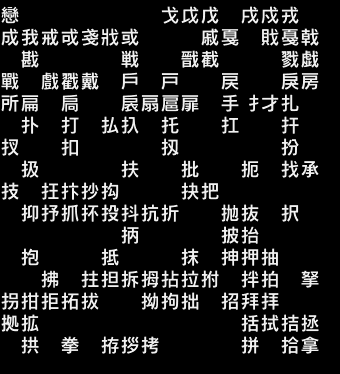 戀 戈戉戊 戌戍戎
成我戒戓戔戕或 戚戛 戝戞戟
戡 戦 戩截 戮戯
戰 戲戳戴 戶 戸 戻 戾房
所扁 扃 扆扇扈扉 手扌才扎
扑 打 払扖 托 扛 扞
扠 扣 扨 扮
扱 扶 批 扼 找承
技 抂抃抄抅 抉把
抑抒抓抔投抖抗折 抛抜 択
抦 披抬
抱 抵 抹 抻押抽
拂 拄担拆拇拈拉拊 拌拍 拏
拐拑拒拓拔 拗拘拙 招拜拝
拠拡 括拭拮拯
拱 拳 拵拶拷 拼 拾拿